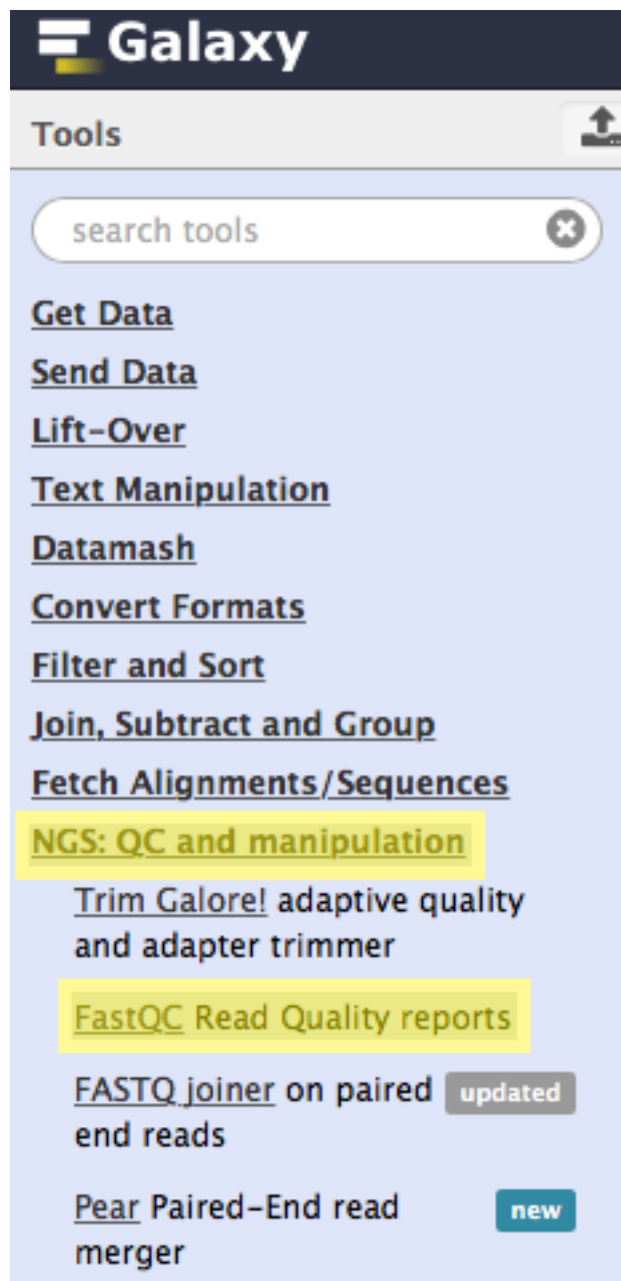 Galaxy
Tools
search tools
Get Data
Send Data
Lift-Over
Text Manipulation
Datamash
Convert Formats
Filter and Sort
Join, Subtract and Group
Fetch Alignments/Sequences
NGS: QC and manipulation
Trim Galore! adaptive quality
and adapter trimmer
FastQC Read Quality reports
FASTQ joiner on paired updated
end reads
Pear Paired-End read new
merger